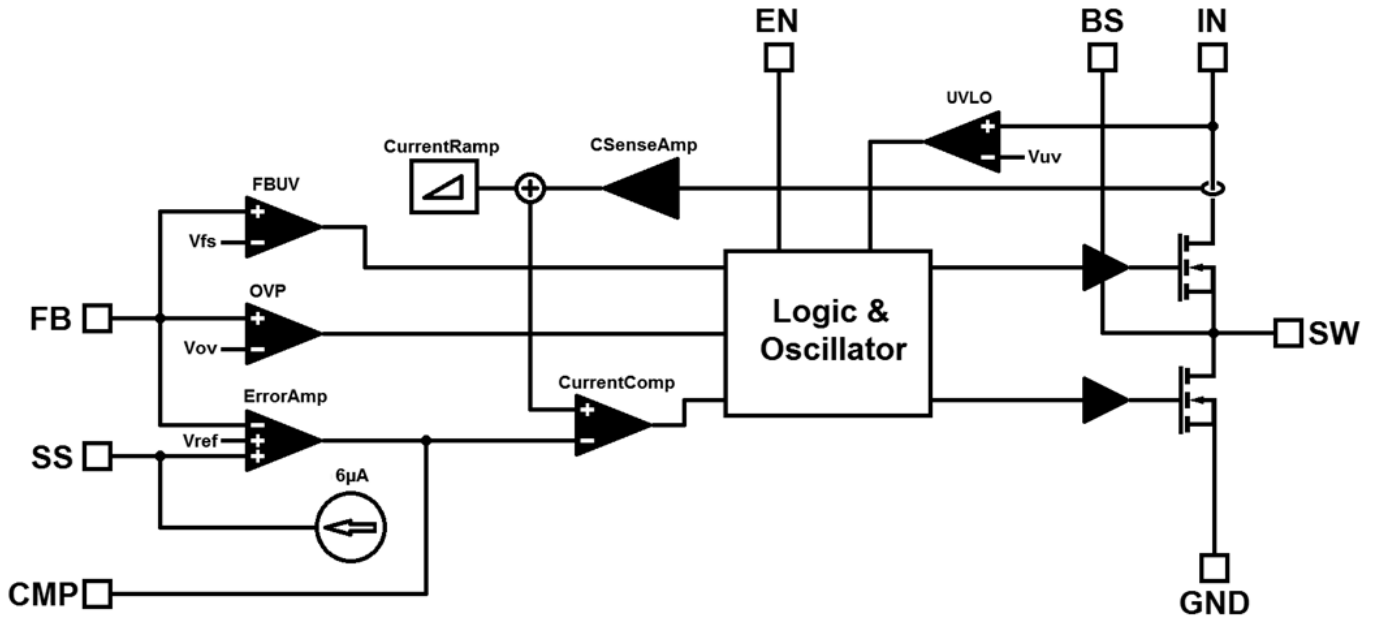 EN
BS
IN
UVLO
+
-
Vuv
CurrentRamp
CSenseAmp
+
FBUV
+
Vfs
-
OVP
FB
+
Vov
-
Logic &
Oscillator
SW
ErrorAmp
CurrentComp
-
+
Vref
+
+
-
SS
6µA
CMP
GND